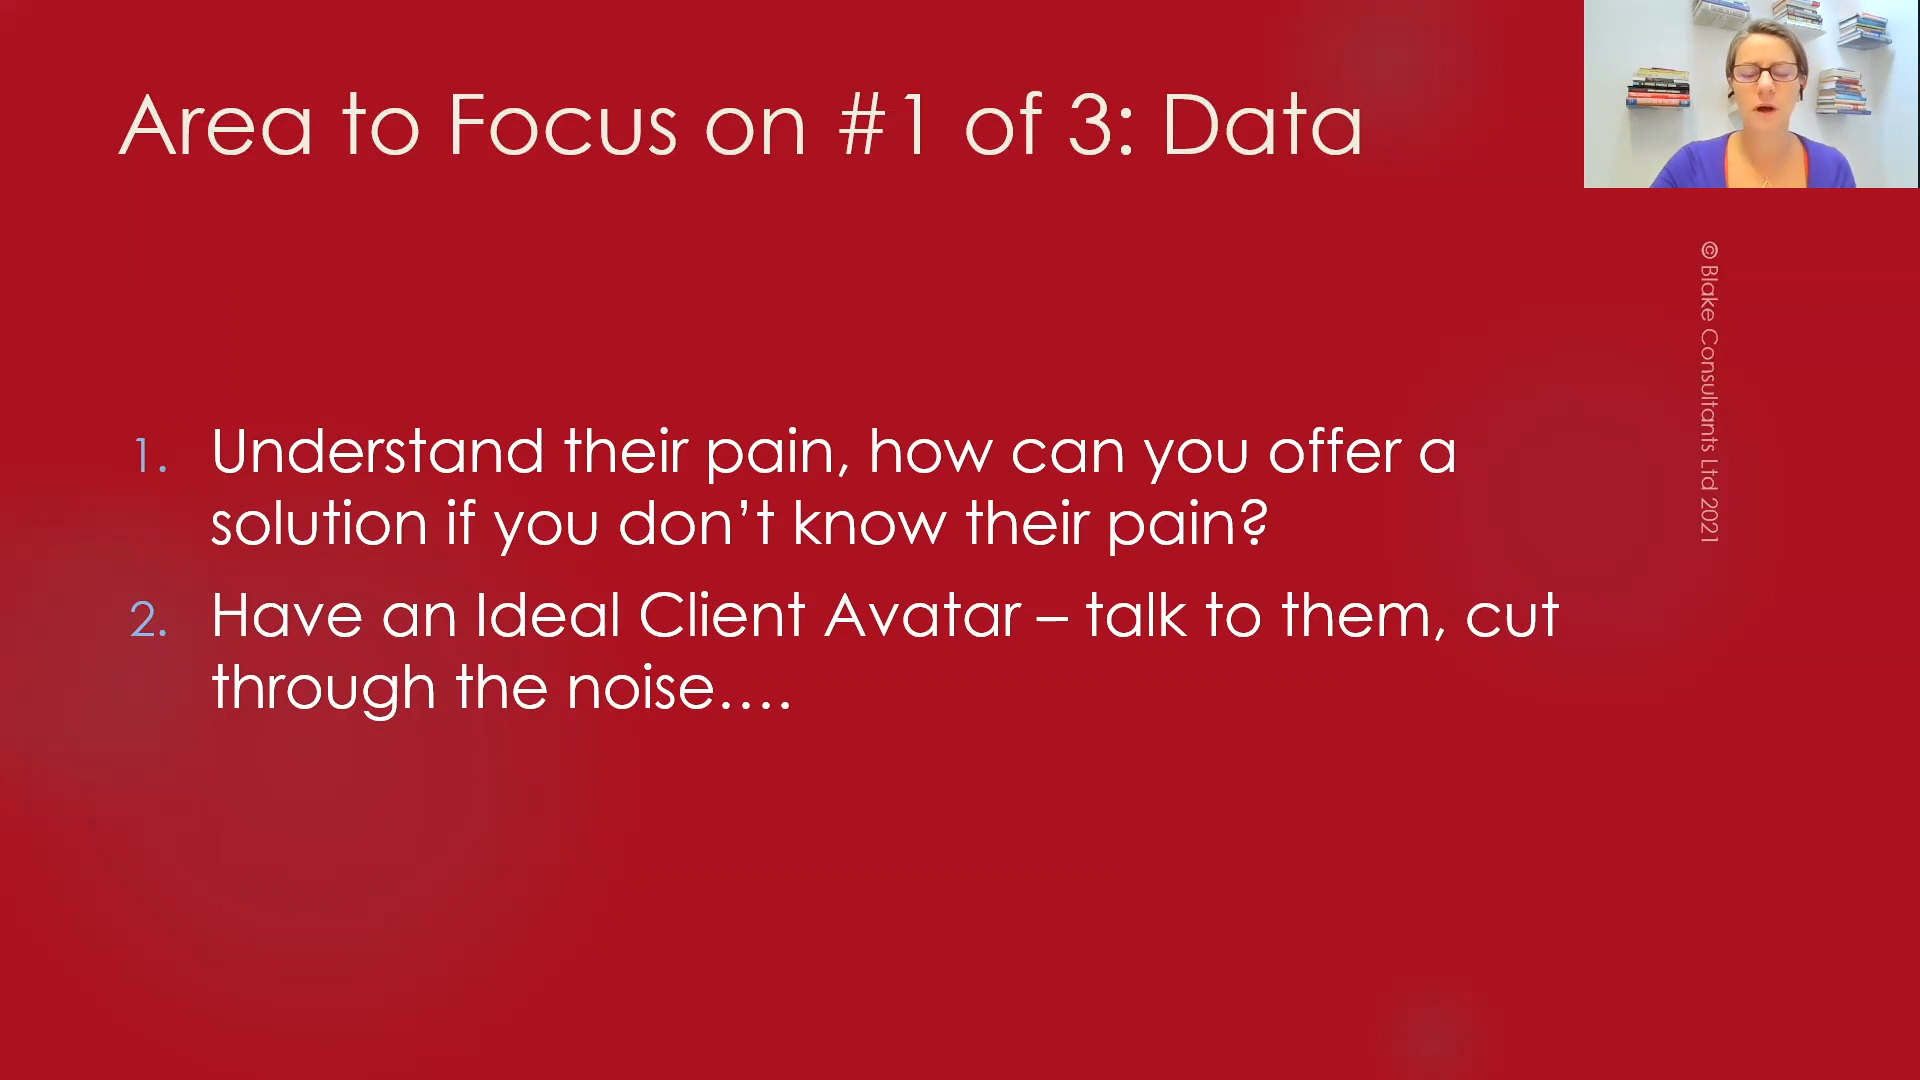 Area to Focus on #1 of 3: Data
© Blake Consultants Ltd 2021
1. Understand their pain, how can you offer a
solution if you don’t know their pain?
2. Have an Ideal Client Avatar – talk to them, cut
through the noise....